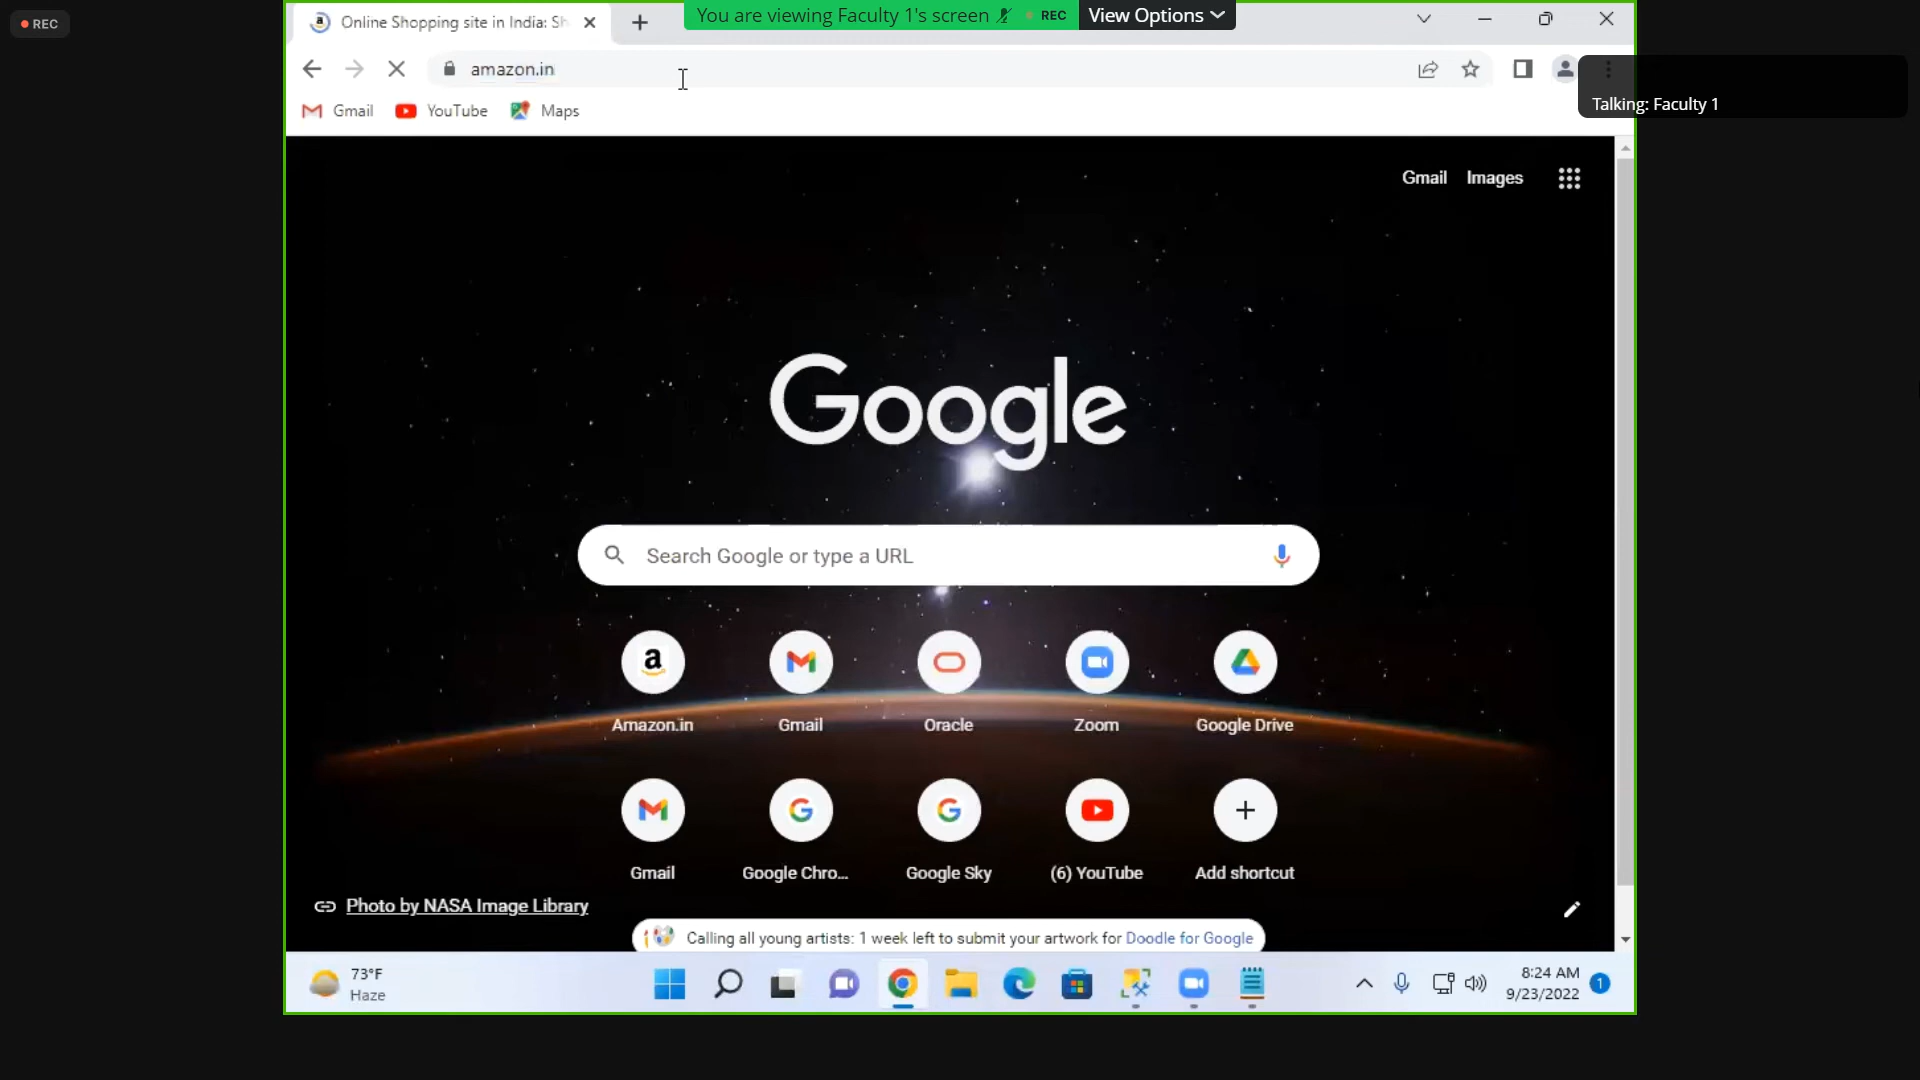 REC
Online Shopping site in India: Sh
You are viewing Faculty 1's screen
REC
View Options
amazon.in
Talking: Faculty 1
Gmail
YouTube
Maps
Gmail
Images
Google
Search Google or type a URL
a
Amazon.in
Gmail
Oracle
Zoom
Google Drive
Gmail
Google Chro...
Google Sky
(6) YouTube
Add shortcut
Photo by NASA Image Library
Calling all young artists: 1 week left to submit your artwork for Doodle for Google
73°F
Haze
8:24 AM
9/23/2022
1